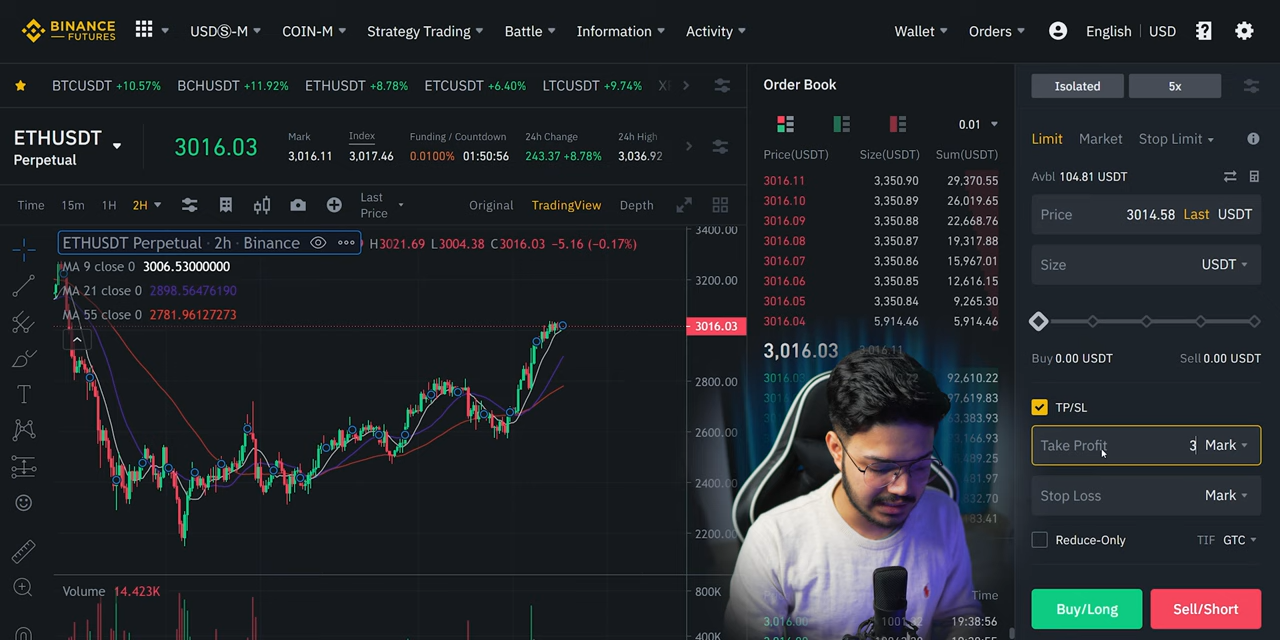 BINANCE
FUTURES
USDⓈ-M COIN-M Strategy Trading Battle Information Activity Wallet Orders English USD
BTCUSDT +10.57% BCHUSDT +11.92% ETHUSDT +8.78% ETCUSDT +6.40% LTCUSDT +9.74%
ETHUSDT
Perpetual
3016.03
Mark
3,016.11
Index
3,017.46
Funding / Countdown
0.0100% 01:50:56
24h Change
243.37 +8.78%
24h High
3,036.92
Time 15m 1H 2H
Last
Price
Original TradingView Depth
ETHUSDT Perpetual · 2h · Binance
H3021.69 L3004.38 C3016.03 −5.16 (−0.17%)
MA 9 close 0 3006.53000000
MA 21 close 0 2898.56476190
MA 55 close 0 2781.96127273
3400.00
3200.00
3016.03
2800.00
2600.00
2400.00
2200.00
Volume 14.423K
800K
400K
Order Book
0.01
Price(USDT) Size(USDT) Sum(USDT)
3016.11 3,350.90 29,370.55
3016.10 3,350.89 26,019.65
3016.09 3,350.88 22,668.76
3016.08 3,350.87 19,317.88
3016.07 3,350.86 15,967.01
3016.06 3,350.85 12,616.15
3016.05 3,350.84 9,265.30
3016.04 5,914.46 5,914.46
3,016.03 3,016.11
92,610.22
97,619.83
Time
19:38:56
Isolated 5x
Limit Market Stop Limit
Avbl 104.81 USDT
Price 3014.58 Last USDT
Size USDT
Buy 0.00 USDT Sell 0.00 USDT
TP/SL
Take Profit 3 Mark
Stop Loss Mark
Reduce-Only TIF GTC
Buy/Long Sell/Short